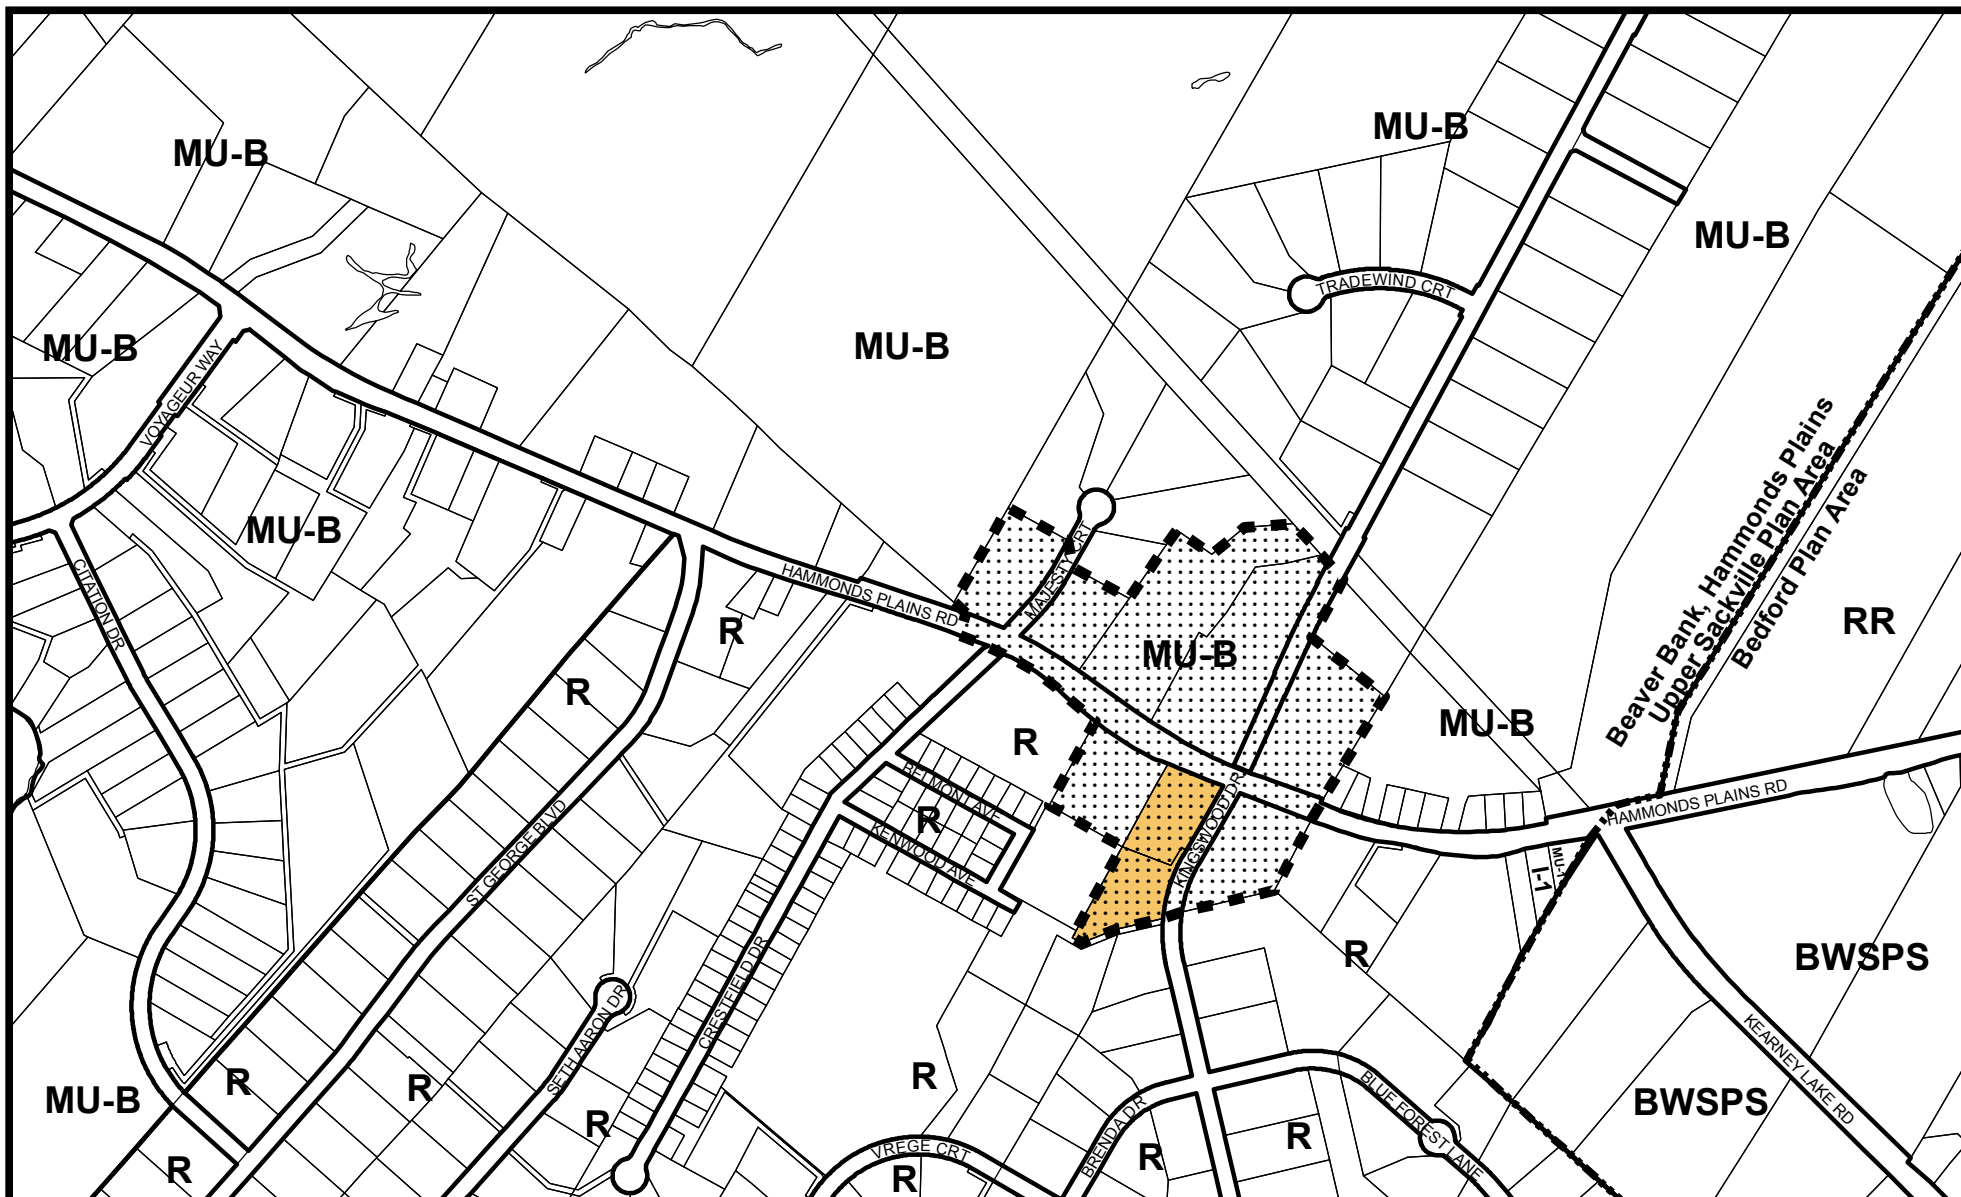 MU-B
MU-B
MU-B
TRADEWIND CRT
MU-B
MU-B
VOYAGEUR WAY
MU-B
MU-B
CITATION DR
HAMMONDS PLAINS RD
MAJESTY CRT
Beaver Bank, Hammonds Plains
Upper Sackville Plan Area
Bedford Plan Area
RR
R
MU-B
R
R
MU-B
BELMONT AVE
R
KENWOOD AVE
KINGSWOOD DR
HAMMONDS PLAINS RD
ST GEORGE BLVD
MU-1
I-1
CRESTFIELD DR
R
BWSPS
SETH AARON DR
KEARNEY LAKE RD
R
R
R
MU-B
BWSPS
BLUE FOREST LANE
R
BRENDA DR
R
R
VREGE CRT
R
R